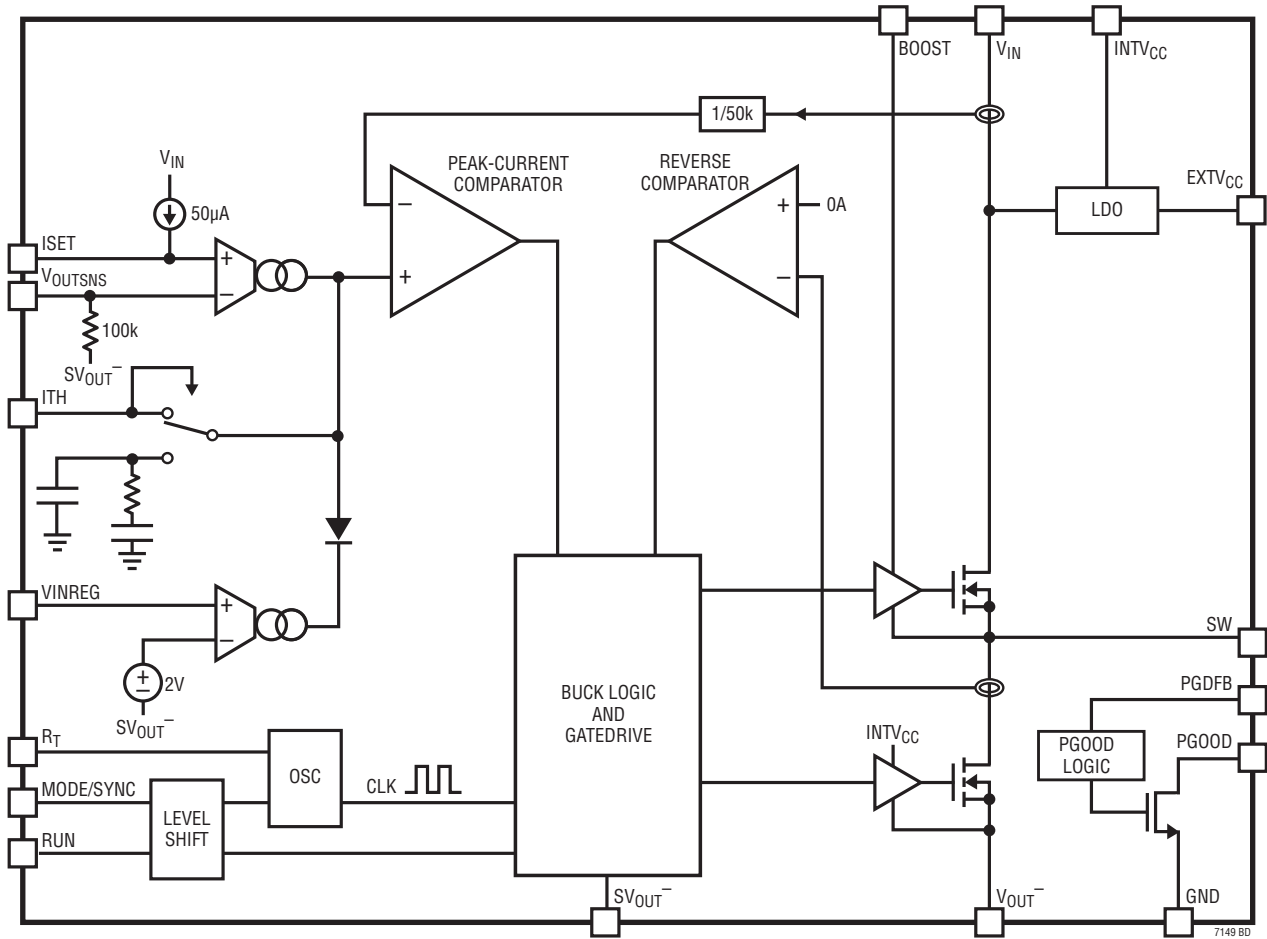 BOOST
V_IN
INTV_CC
1/50k
PEAK-CURRENT
COMPARATOR
REVERSE
COMPARATOR
V_IN
50µA
EXTV_CC
LDO
ISET
V_OUTSNS
+
−
−
+
+
0A
−
100k
SV_OUT⁻
ITH
VINREG
+
−
+
−
2V
SV_OUT⁻
SW
PGDFB
BUCK LOGIC
AND
GATEDRIVE
INTV_CC
PGOOD
LOGIC
PGOOD
R_T
OSC
CLK
MODE/SYNC
LEVEL
SHIFT
RUN
SV_OUT⁻
V_OUT⁻
GND
7149 BD